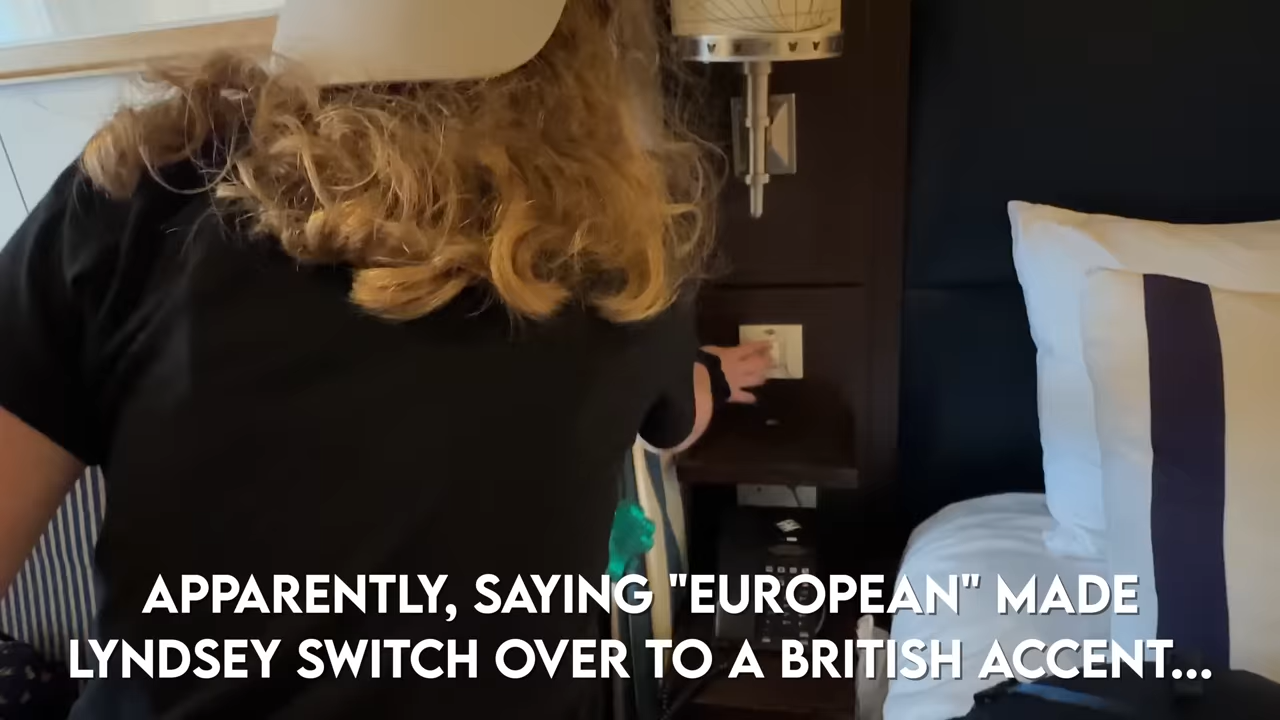 APPARENTLY, SAYING "EUROPEAN" MADE
LYNDSEY SWITCH OVER TO A BRITISH ACCENT...